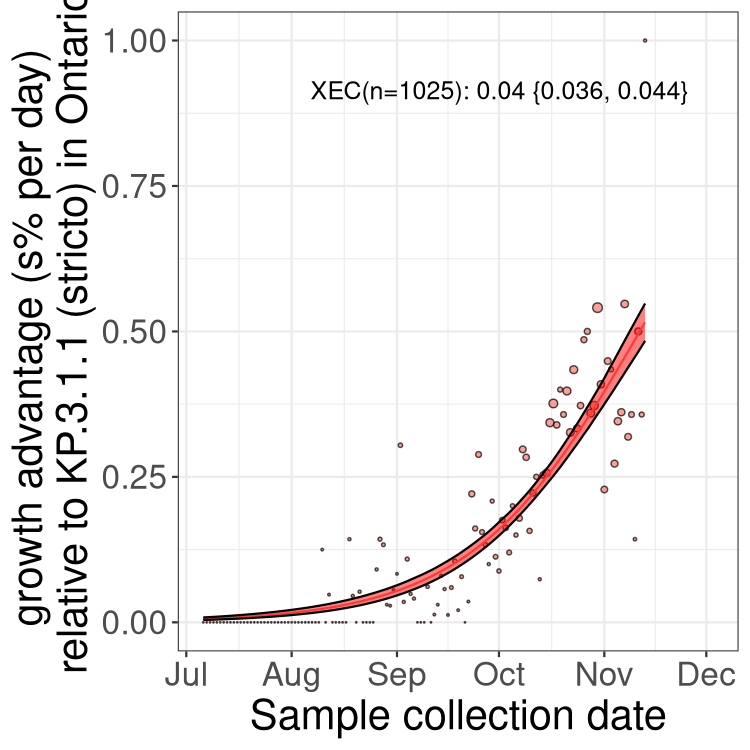 growth advantage (s% per day)
relative to KP.3.1.1 (stricto) in Ontario
1.00
0.75
0.50
0.25
0.00
XEC(n=1025): 0.04 {0.036, 0.044}
Jul Aug Sep Oct Nov Dec
Sample collection date